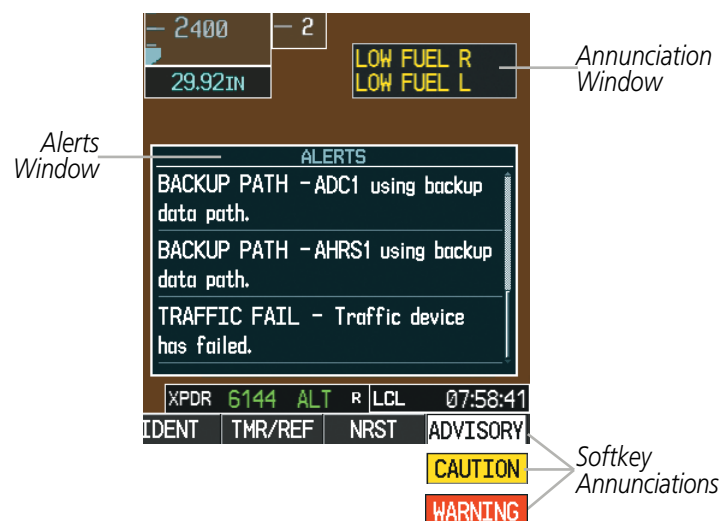 2400
2
29.92IN
LOW FUEL R
LOW FUEL L
Annunciation
Window
Alerts
Window
ALERTS
BACKUP PATH - ADC1 using backup
data path.
BACKUP PATH - AHRS1 using backup
data path.
TRAFFIC FAIL - Traffic device
has failed.
XPDR 6144 ALT R LCL 07:58:41
IDENT TMR/REF NRST ADVISORY
CAUTION
WARNING
Softkey
Annunciations